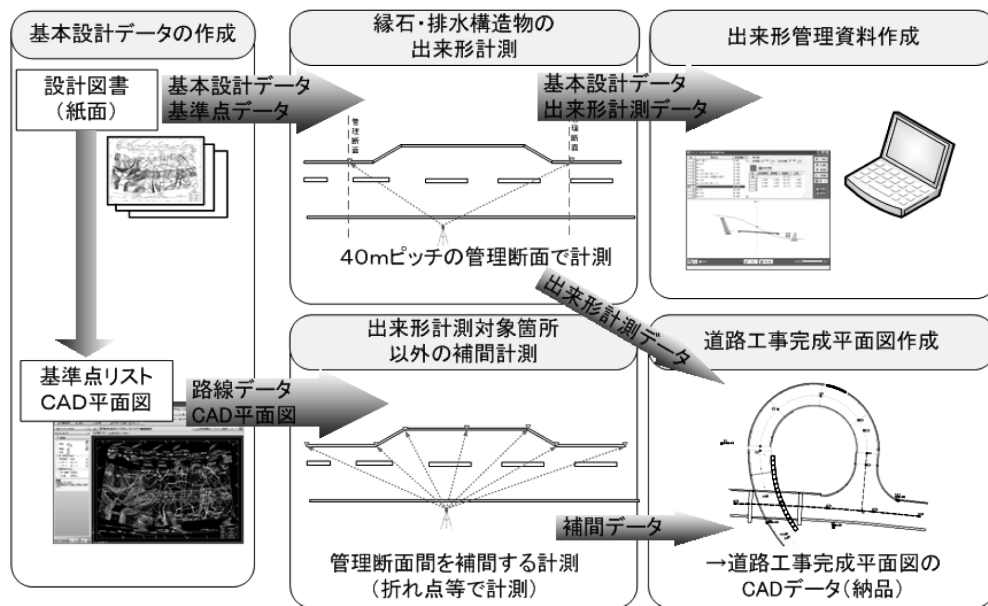 基本設計データの作成
設計図書
(紙面)
基準点リスト
CAD平面図
基本設計データ
基準点データ
路線データ
CAD平面図
縁石・排水構造物の
出来形計測
管理断面
管理断面
40mピッチの管理断面で計測
基本設計データ
出来形計測データ
出来形管理資料作成
出来形計測対象箇所
以外の補間計測
管理断面間を補間する計測
(折れ点等で計測)
出来形計測データ
補間データ
道路工事完成平面図作成
→道路工事完成平面図の
CADデータ(納品)